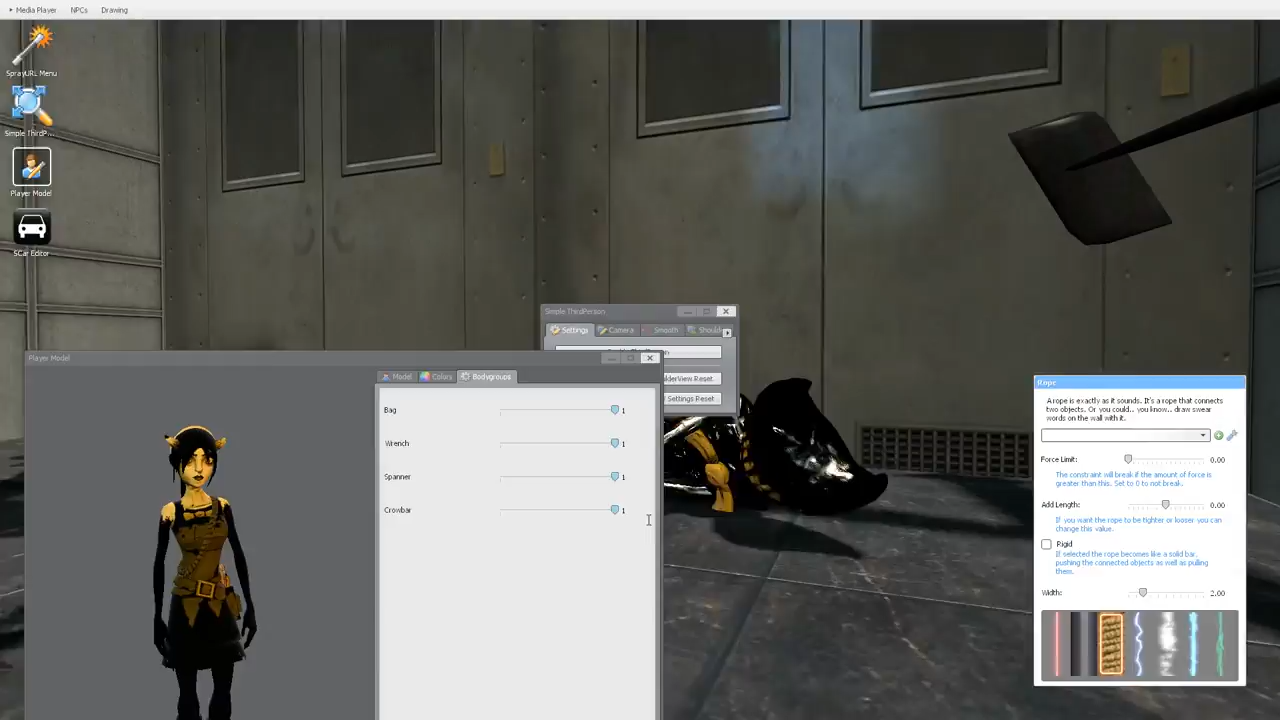 Media Player NPCs Drawing
SprayURL Menu
Simple ThirdP...
Player Model
SCar Editor
Simple ThirdPerson
Settings Camera Smooth Should
Reset
Settings Reset
Player Model
Model Colors Bodygroups
Bag 1
Wrench 1
Spanner 1
Crowbar 1
Rope
A rope is exactly as it sounds. It's a rope that connects
two objects. Or you could.. you know.. draw swear
words on the wall with it.
Force Limit: 0.00
The constraint will break if the amount of force is
greater than this. Set to 0 to not break.
Add Length: 0.00
If you want the rope to be tighter or looser you can
change this value.
Rigid
If selected the rope becomes like a solid bar,
pushing the connected objects as well as pulling
them.
Width: 2.00